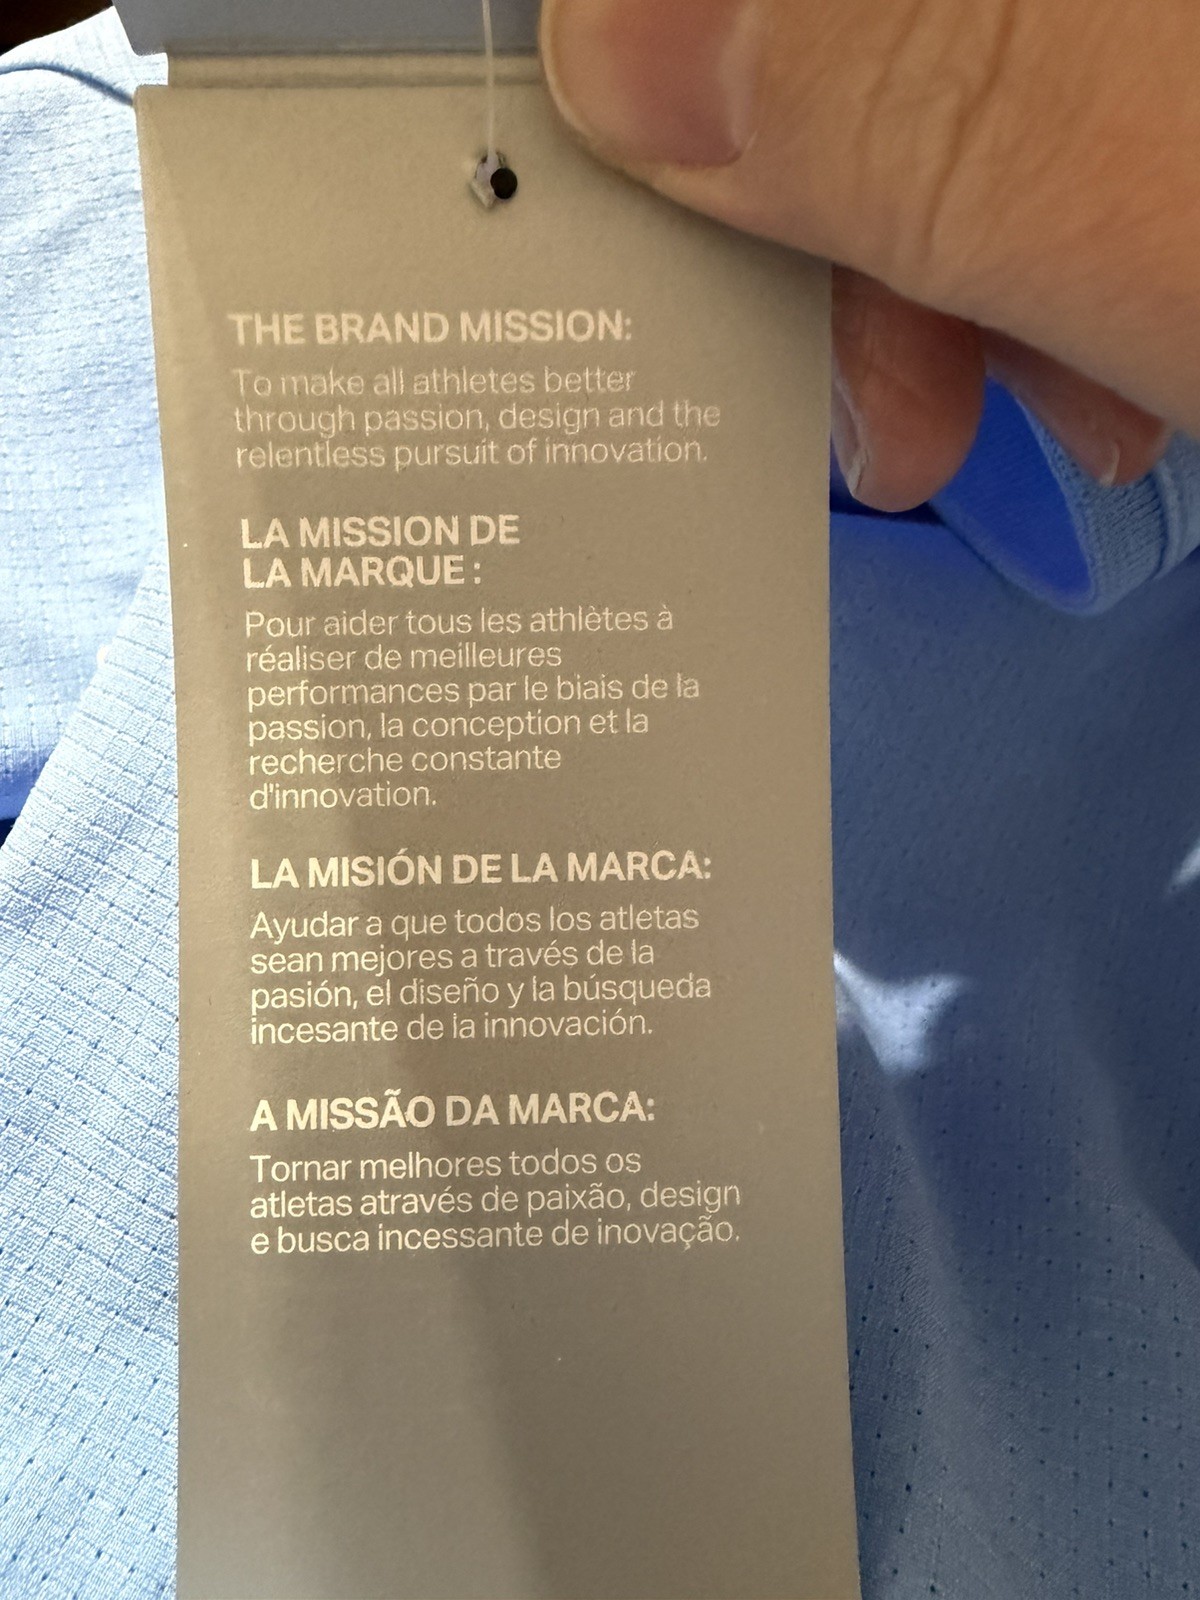 THE BRAND MISSION:
To make all athletes better
through passion, design and the
relentless pursuit of innovation.
LA MISSION DE
LA MARQUE :
Pour aider tous les athlètes à
réaliser de meilleures
performances par le biais de la
passion, la conception et la
recherche constante
d'innovation.
LA MISIÓN DE LA MARCA:
Ayudar a que todos los atletas
sean mejores a través de la
pasión, el diseño y la búsqueda
incesante de la innovación.
A MISSÃO DA MARCA:
Tornar melhores todos os
atletas através de paixão, design
e busca incessante de inovação.